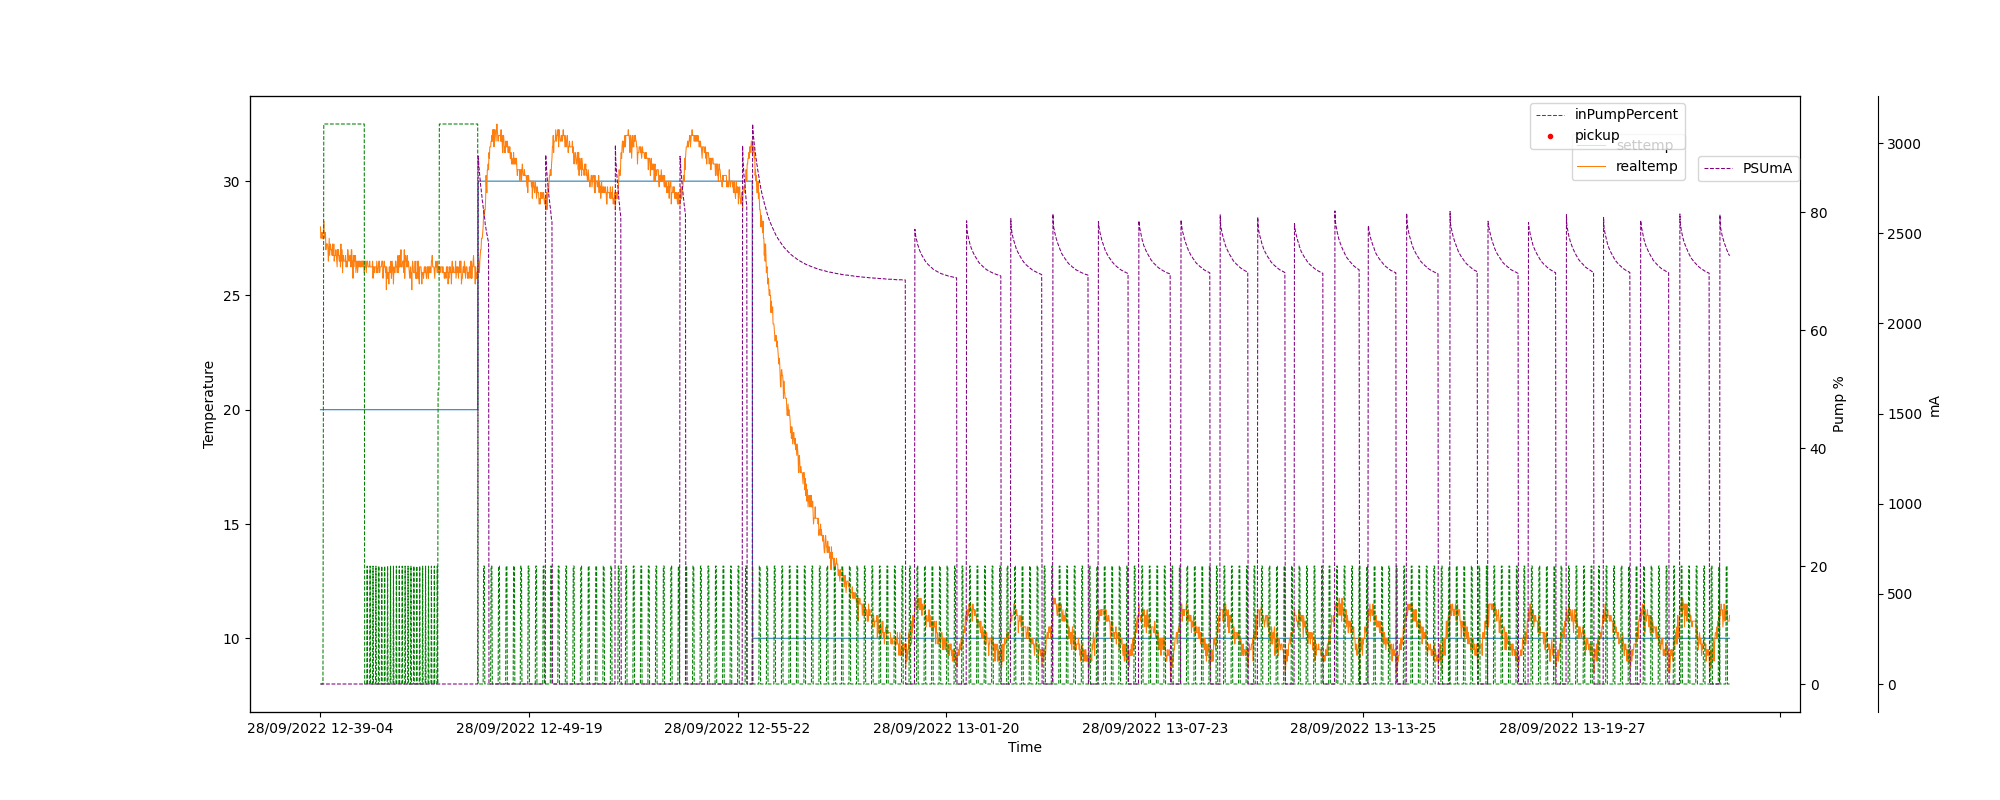 inPumpPercent
pickup
settemp
realtemp
PSUmA
30
25
20
15
10
Temperature
80
60
40
20
0
Pump %
3000
2500
2000
1500
1000
500
0
mA
28/09/2022 12-39-04
28/09/2022 12-49-19
28/09/2022 12-55-22
28/09/2022 13-01-20
28/09/2022 13-07-23
28/09/2022 13-13-25
28/09/2022 13-19-27
Time